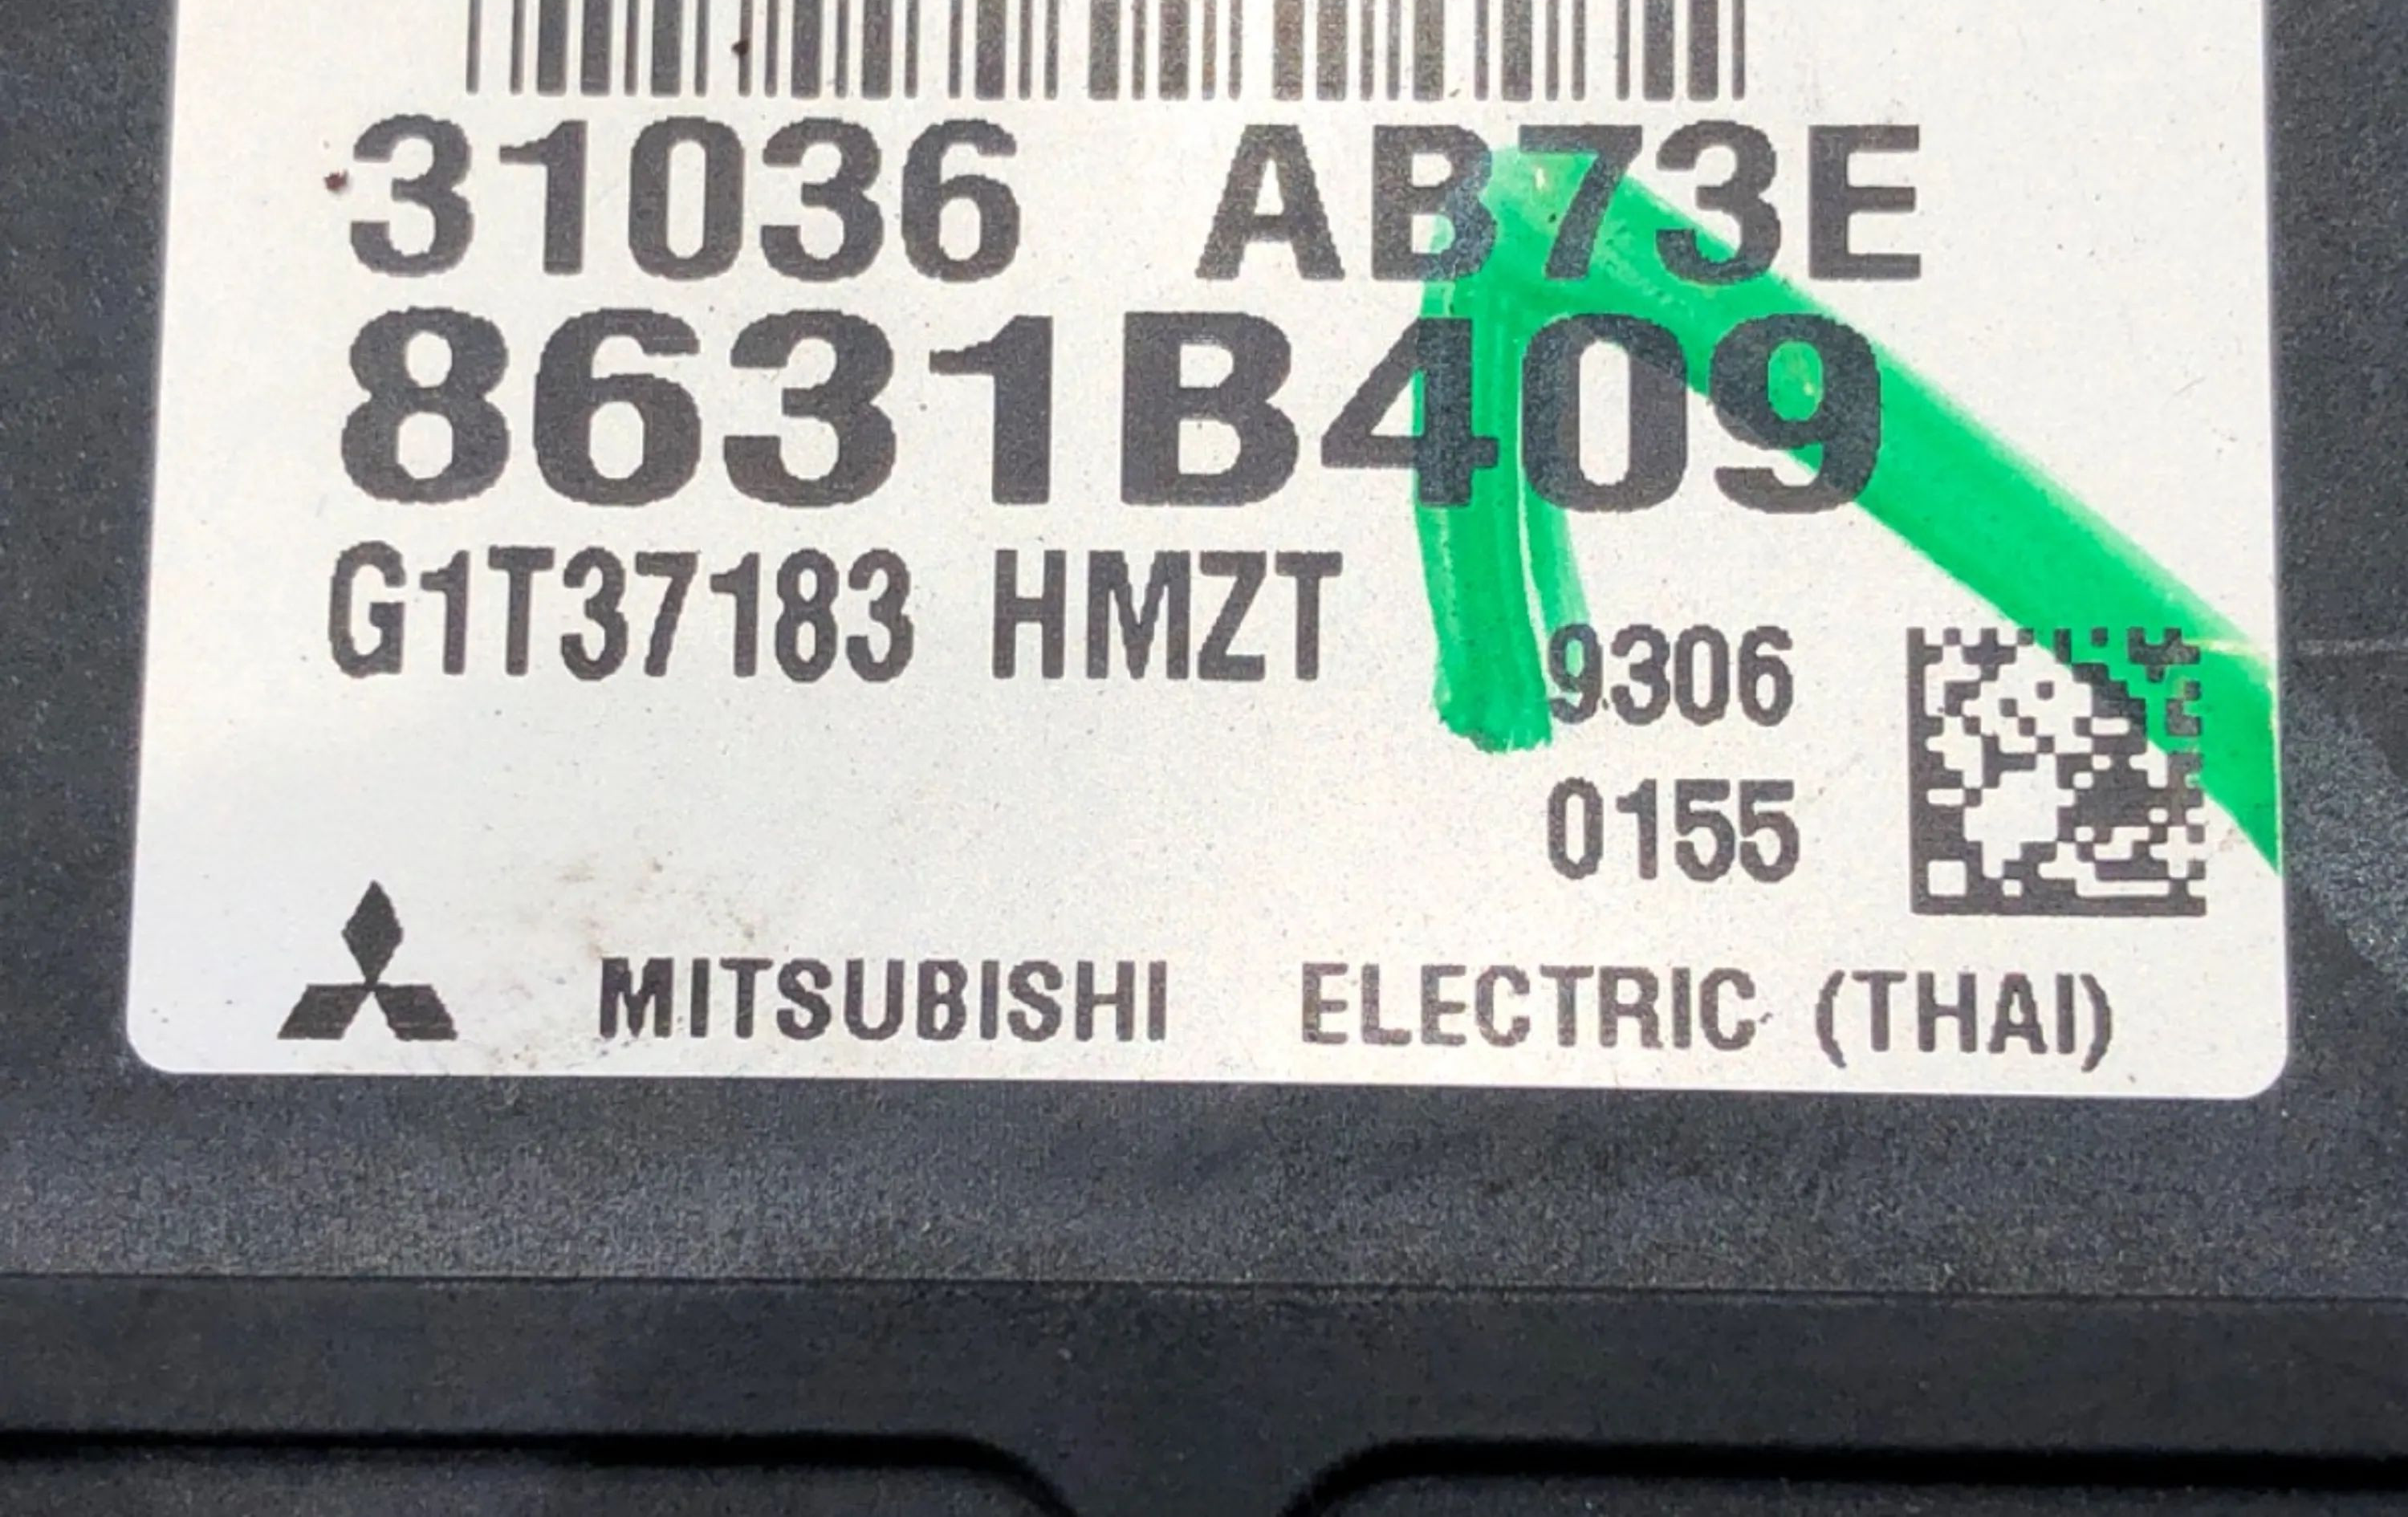 31036 AB73E
8631B409
G1T37183 HMZT
9306
0155
MITSUBISHI ELECTRIC (THAI)